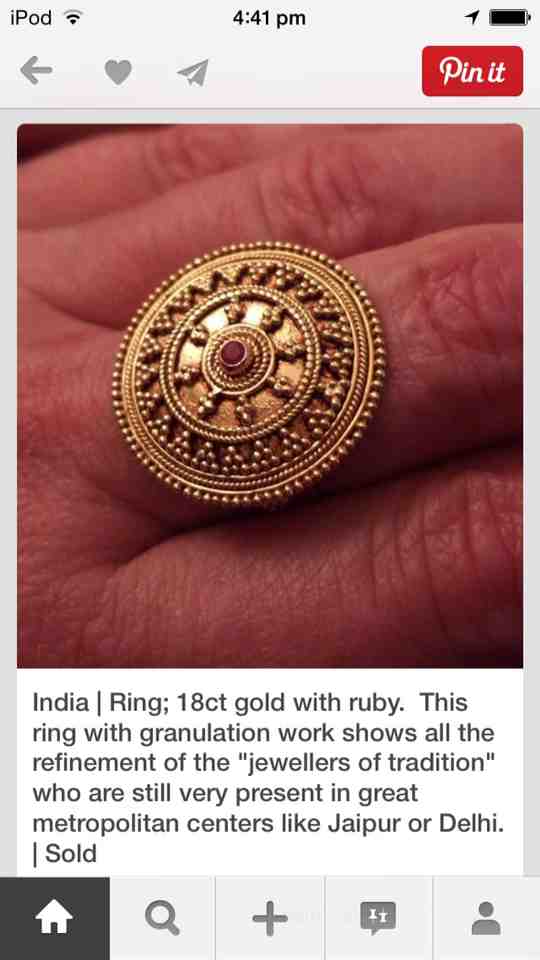 iPod 4:41 pm
Pin it
India | Ring; 18ct gold with ruby.  This
ring with granulation work shows all the
refinement of the "jewellers of tradition"
who are still very present in great
metropolitan centers like Jaipur or Delhi.
| Sold